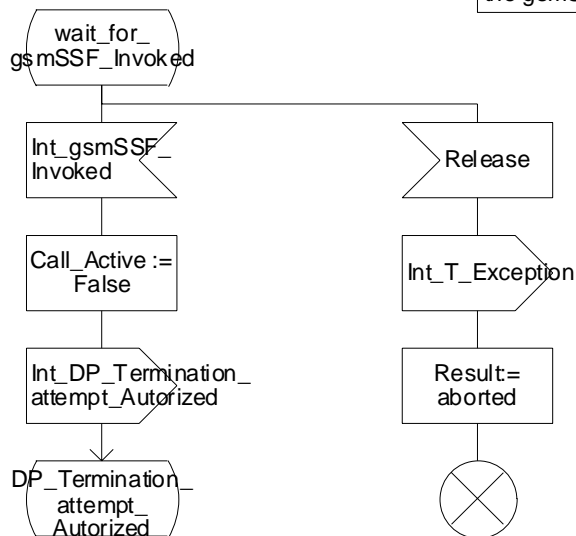 wait_for_
gsmSSF_Invoked
Int_gsmSSF_
Invoked
Release
Call_Active :=
False
Int_T_Exception
Int_DP_Termination_
attempt_Autorized
Result:=
aborted
DP_Termination_
attempt_
Autorized